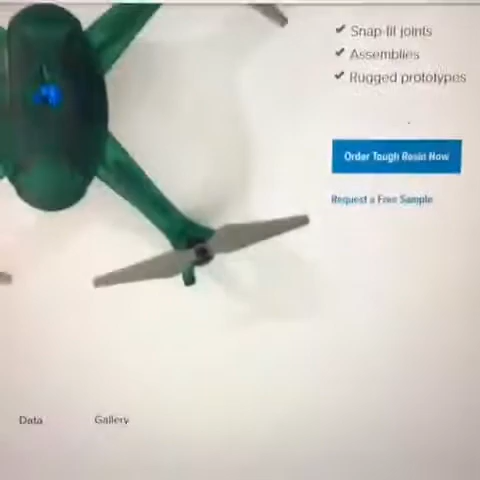 Snap-fit joints
Assemblies
Rugged prototypes
Order Tough Resin Now
Request a Free Sample
Data
Gallery